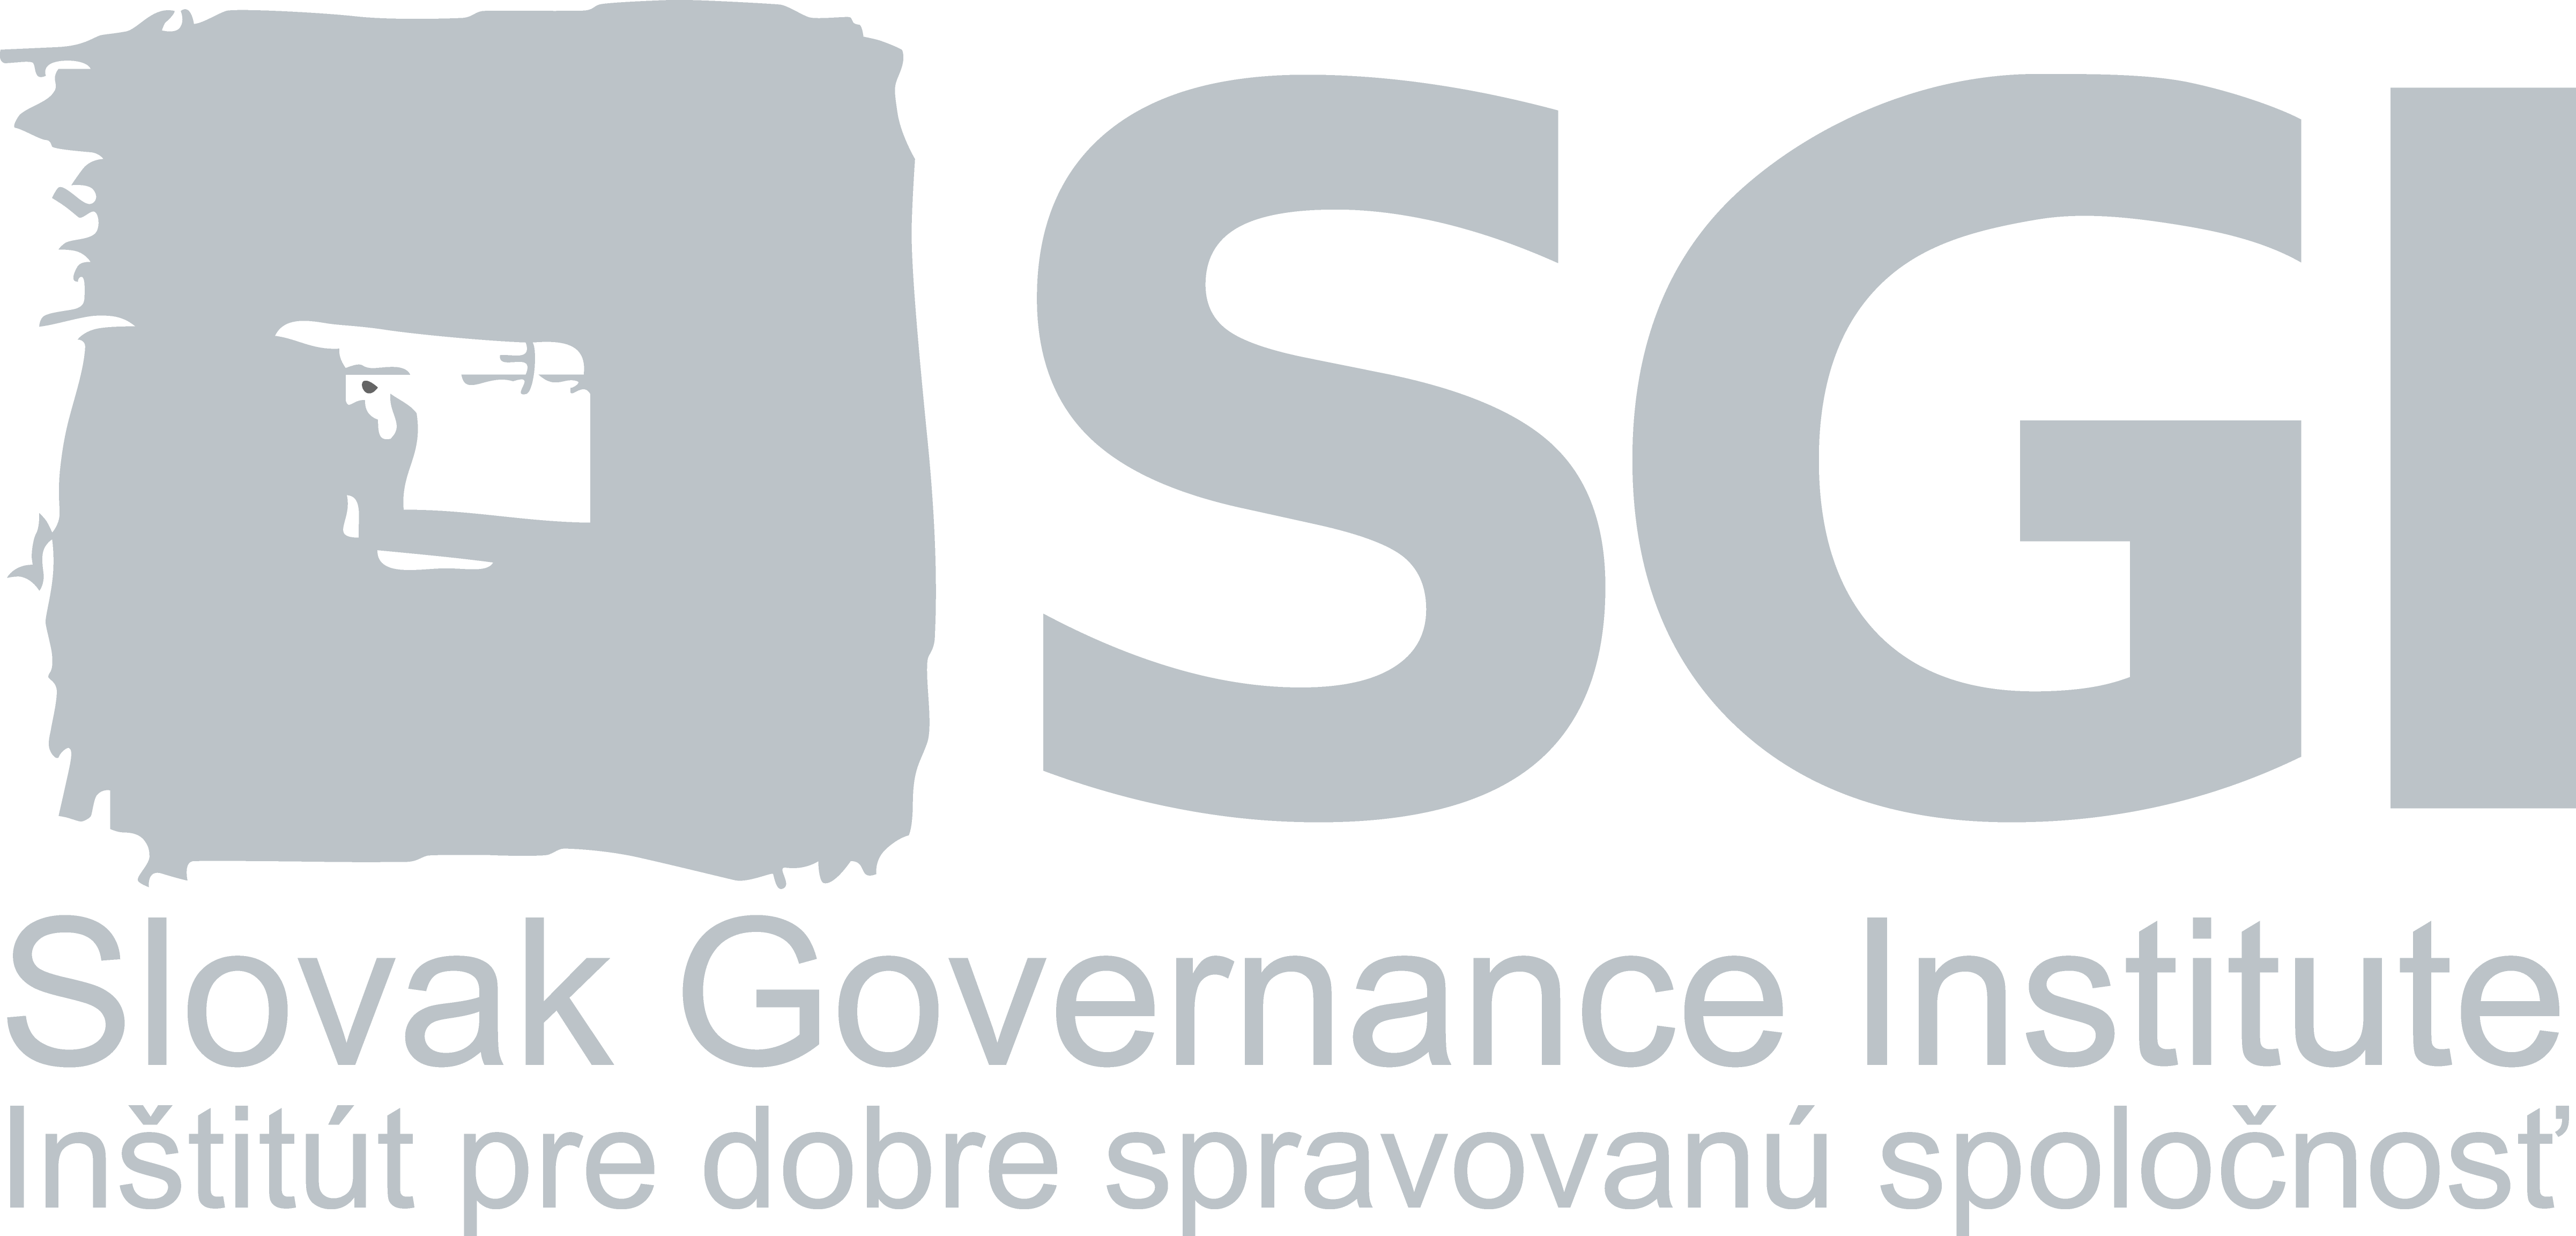 SGI
Slovak Governance Institute
Inštitút pre dobre spravovanú spoločnosť